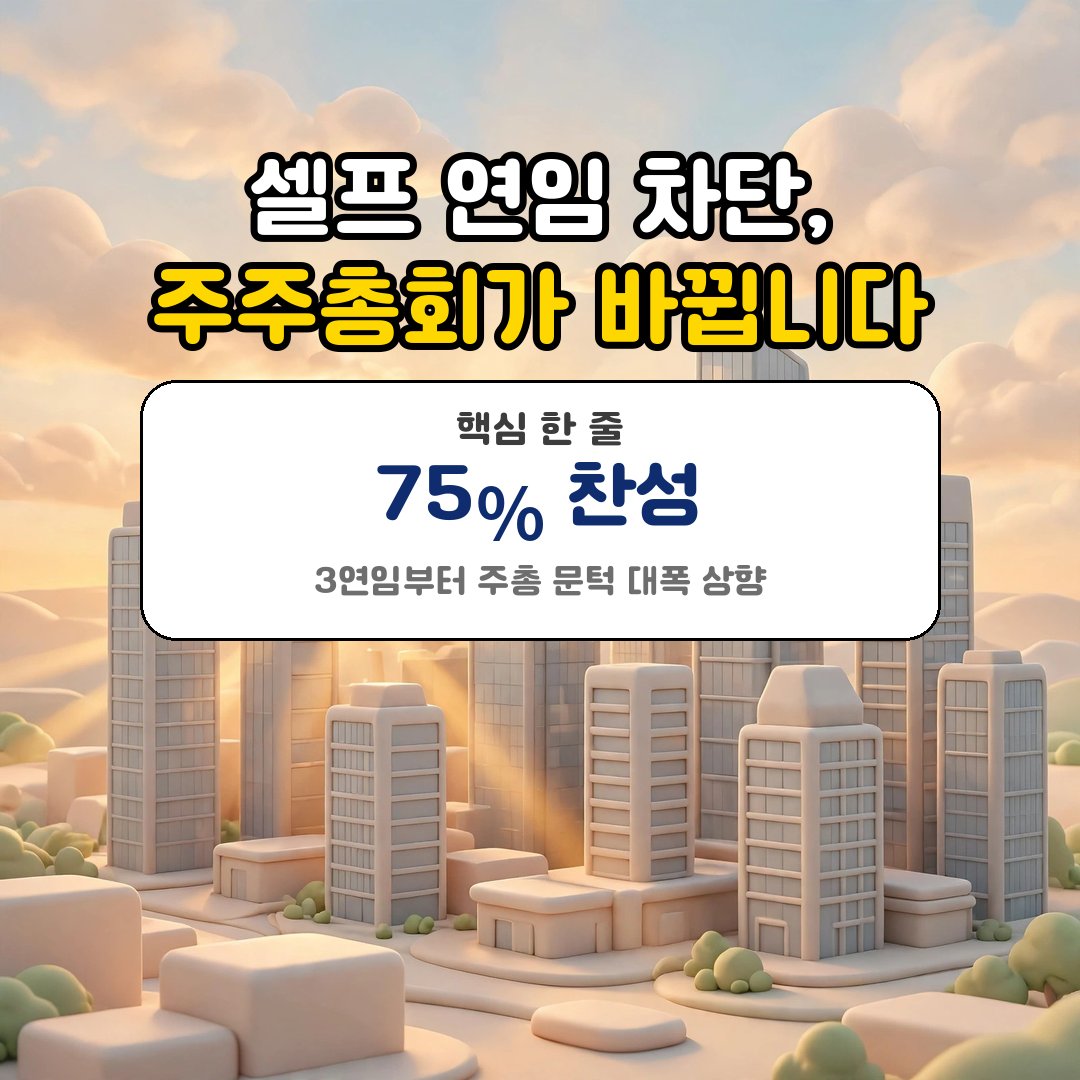 셀프 연임 차단,
주주총회가 바뀝니다
핵심 한 줄
75% 찬성
3연임부터 주총 문턱 대폭 상향